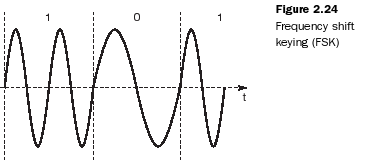 1 0 1
t
Figure 2.24
Frequency shift
keying (FSK)